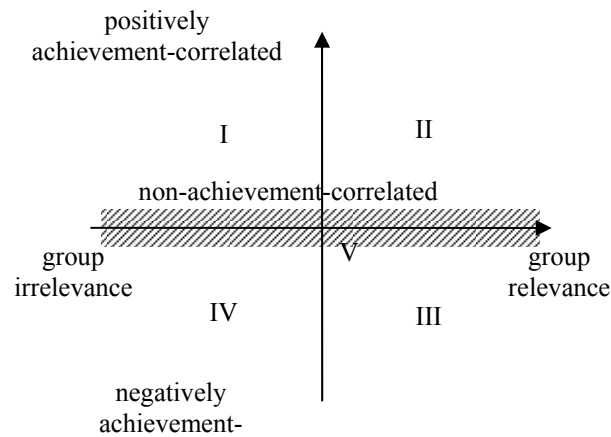 positively
achievement-correlated
I
II
non-achievement-correlated
V
group
irrelevance
group
relevance
IV
III
negatively
achievement-